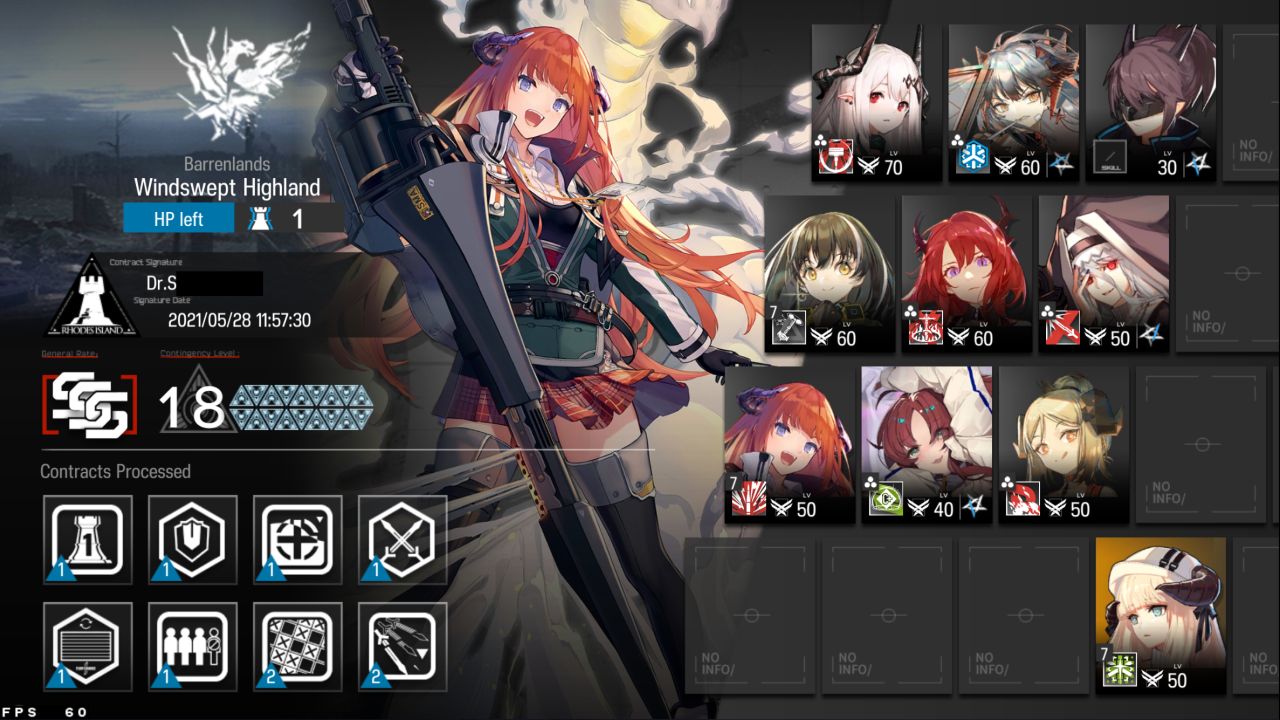 Barrenlands
Windswept Highland
HP left 1
Contract Signature
Dr.S
Signature Date
2021/05/28 11:57:30
RHODES ISLAND
General Rate:
Contingency Level:
18
Contracts Processed
1
1
1
1
1
1
1
2
2
LV
70
LV
60
SKILL
LV
30
NO
INFO/
7
LV
60
LV
60
LV
50
NO
INFO/
7
LV
50
LV
40
LV
50
NO
INFO/
NO
INFO/
NO
INFO/
NO
INFO/
7
LV
50
NO
INFO/
FPS 60